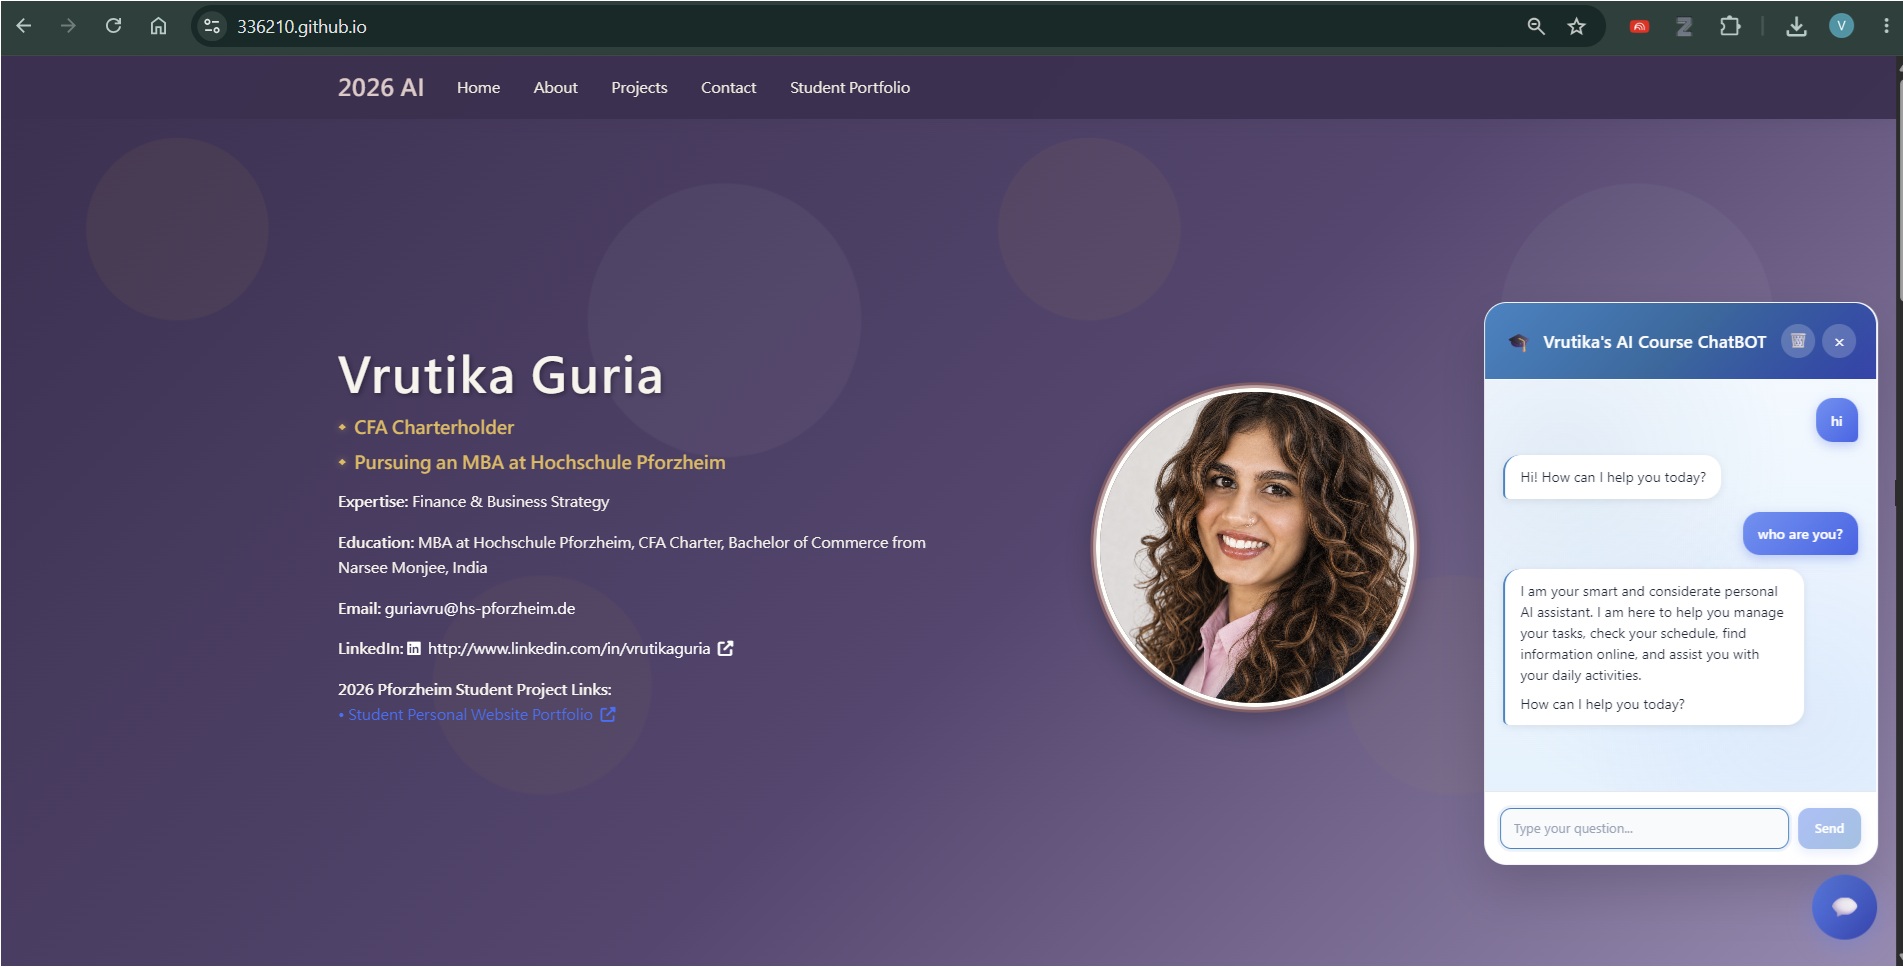 336210.github.io
V
2026 AI
Home
About
Projects
Contact
Student Portfolio
Vrutika Guria
CFA Charterholder
Pursuing an MBA at Hochschule Pforzheim
Expertise: Finance & Business Strategy
Education: MBA at Hochschule Pforzheim, CFA Charter, Bachelor of Commerce from
Narsee Monjee, India
Email: guriavru@hs-pforzheim.de
LinkedIn: in http://www.linkedin.com/in/vrutikaguria
2026 Pforzheim Student Project Links:
• Student Personal Website Portfolio
Vrutika's AI Course ChatBOT
hi
Hi! How can I help you today?
who are you?
I am your smart and considerate personal
AI assistant. I am here to help you manage
your tasks, check your schedule, find
information online, and assist you with
your daily activities.
How can I help you today?
Type your question...
Send